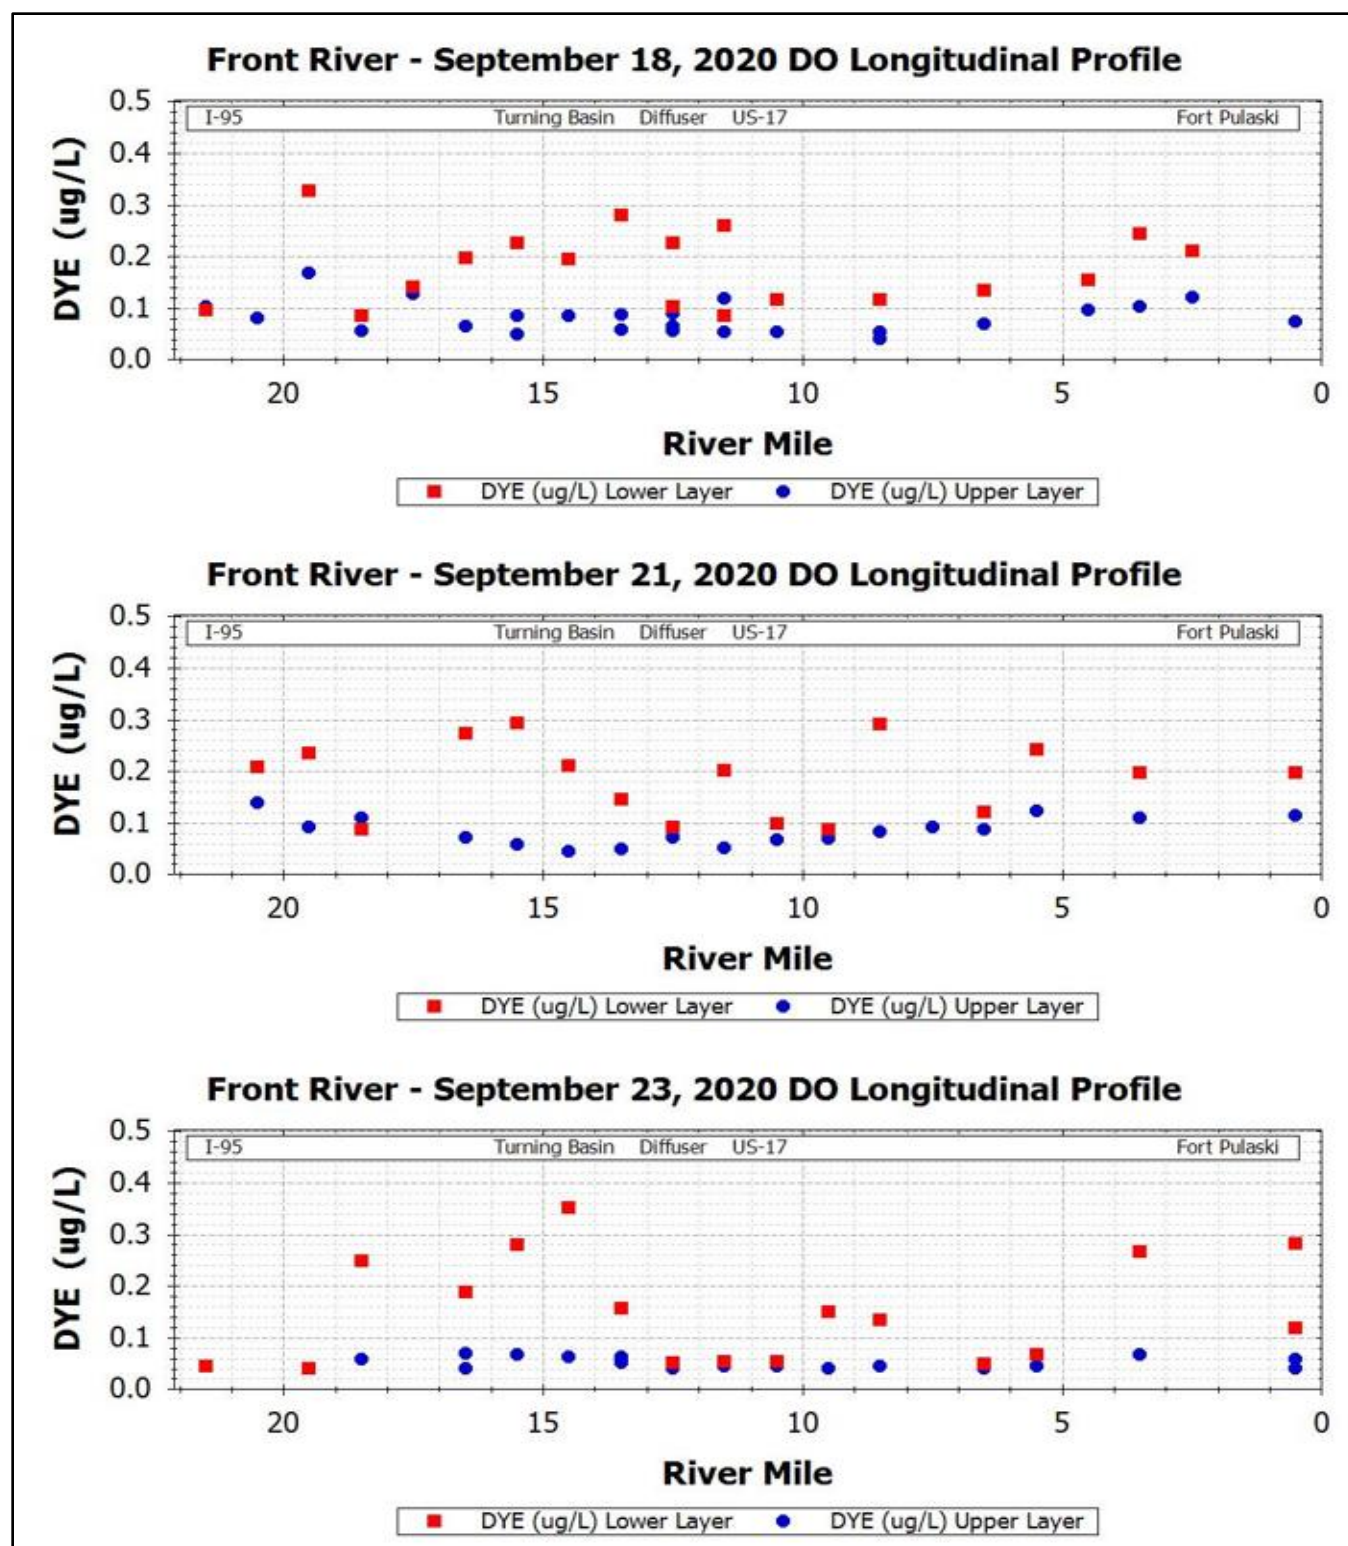 Front River - September 18, 2020 DO Longitudinal Profile
DYE (ug/L)
0.5
0.4
0.3
0.2
0.1
0.0
I-95 Turning Basin Diffuser US-17 Fort Pulaski
20 15 10 5 0
River Mile
DYE (ug/L) Lower Layer DYE (ug/L) Upper Layer
Front River - September 21, 2020 DO Longitudinal Profile
DYE (ug/L)
0.5
0.4
0.3
0.2
0.1
0.0
I-95 Turning Basin Diffuser US-17 Fort Pulaski
20 15 10 5 0
River Mile
DYE (ug/L) Lower Layer DYE (ug/L) Upper Layer
Front River - September 23, 2020 DO Longitudinal Profile
DYE (ug/L)
0.5
0.4
0.3
0.2
0.1
0.0
I-95 Turning Basin Diffuser US-17 Fort Pulaski
20 15 10 5 0
River Mile
DYE (ug/L) Lower Layer DYE (ug/L) Upper Layer